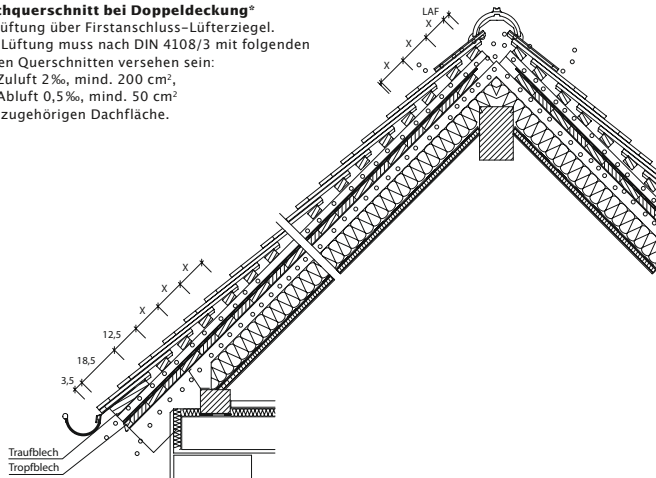 chquerschnitt bei Doppeldeckung*
üftung über Firstanschluss-Lüfterziegel.
Lüftung muss nach DIN 4108/3 mit folgenden
en Querschnitten versehen sein:
Zuluft 2‰, mind. 200 cm²,
Abluft 0,5‰, mind. 50 cm²
zugehörigen Dachfläche.
LAF
X
X
X
X
X
X
X
12,5
18,5
3,5
Traufblech
Tropfblech